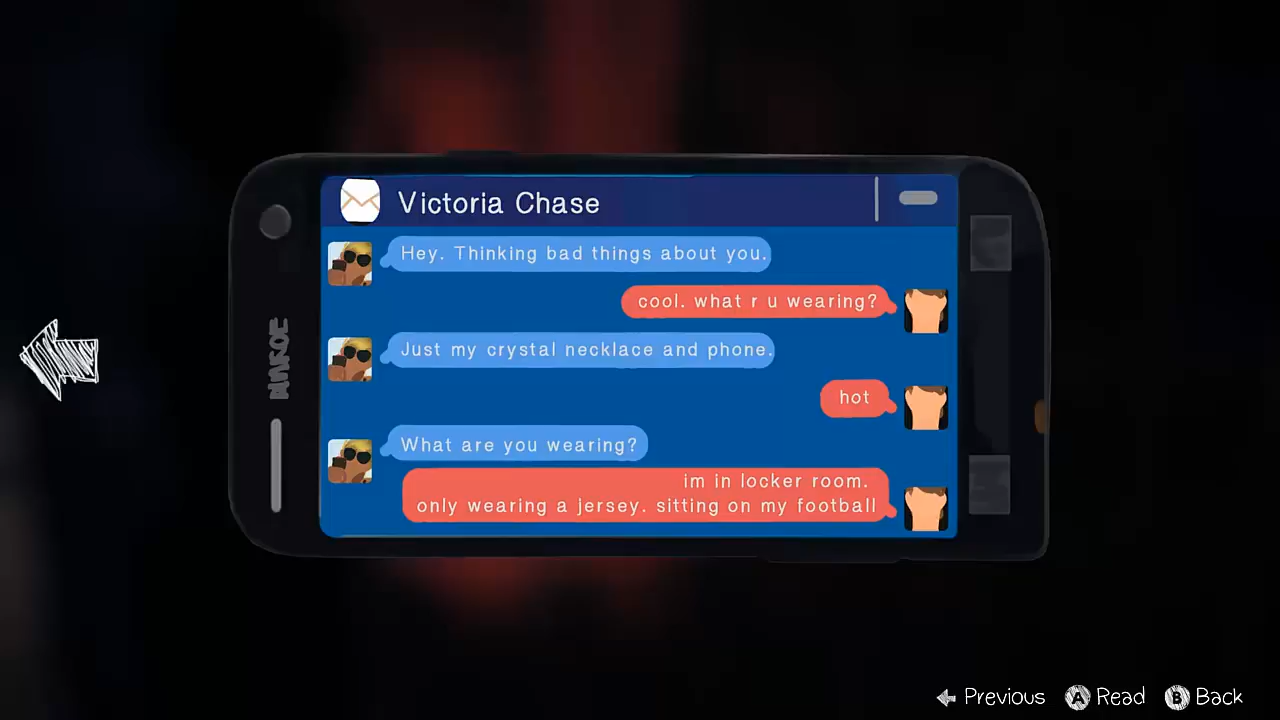 Victoria Chase
Hey. Thinking bad things about you.
cool. what r u wearing?
Just my crystal necklace and phone.
hot
What are you wearing?
im in locker room.
only wearing a jersey. sitting on my football
Previous
A Read
B Back